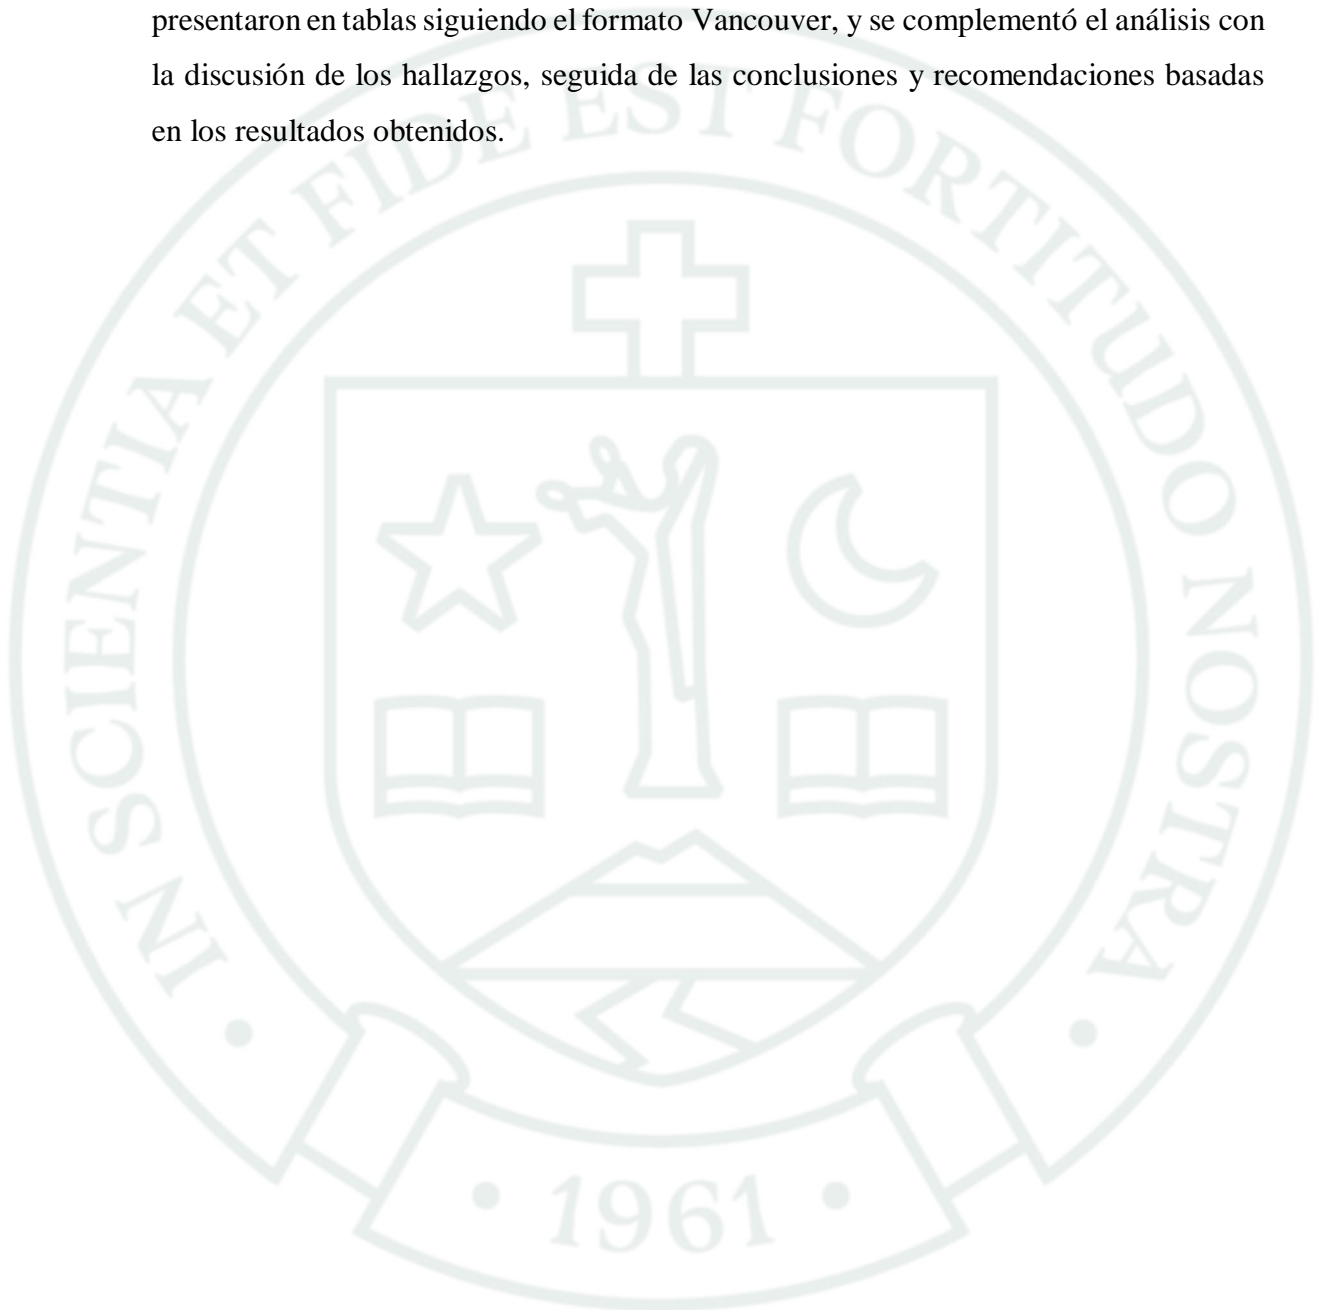 presentaron en tablas siguiendo el formato Vancouver, y se complementó el análisis con
la discusión de los hallazgos, seguida de las conclusiones y recomendaciones basadas
en los resultados obtenidos.
IN SCIENTIA ET FIDE EST FORTITUDO NOSTRA
• 1961 •